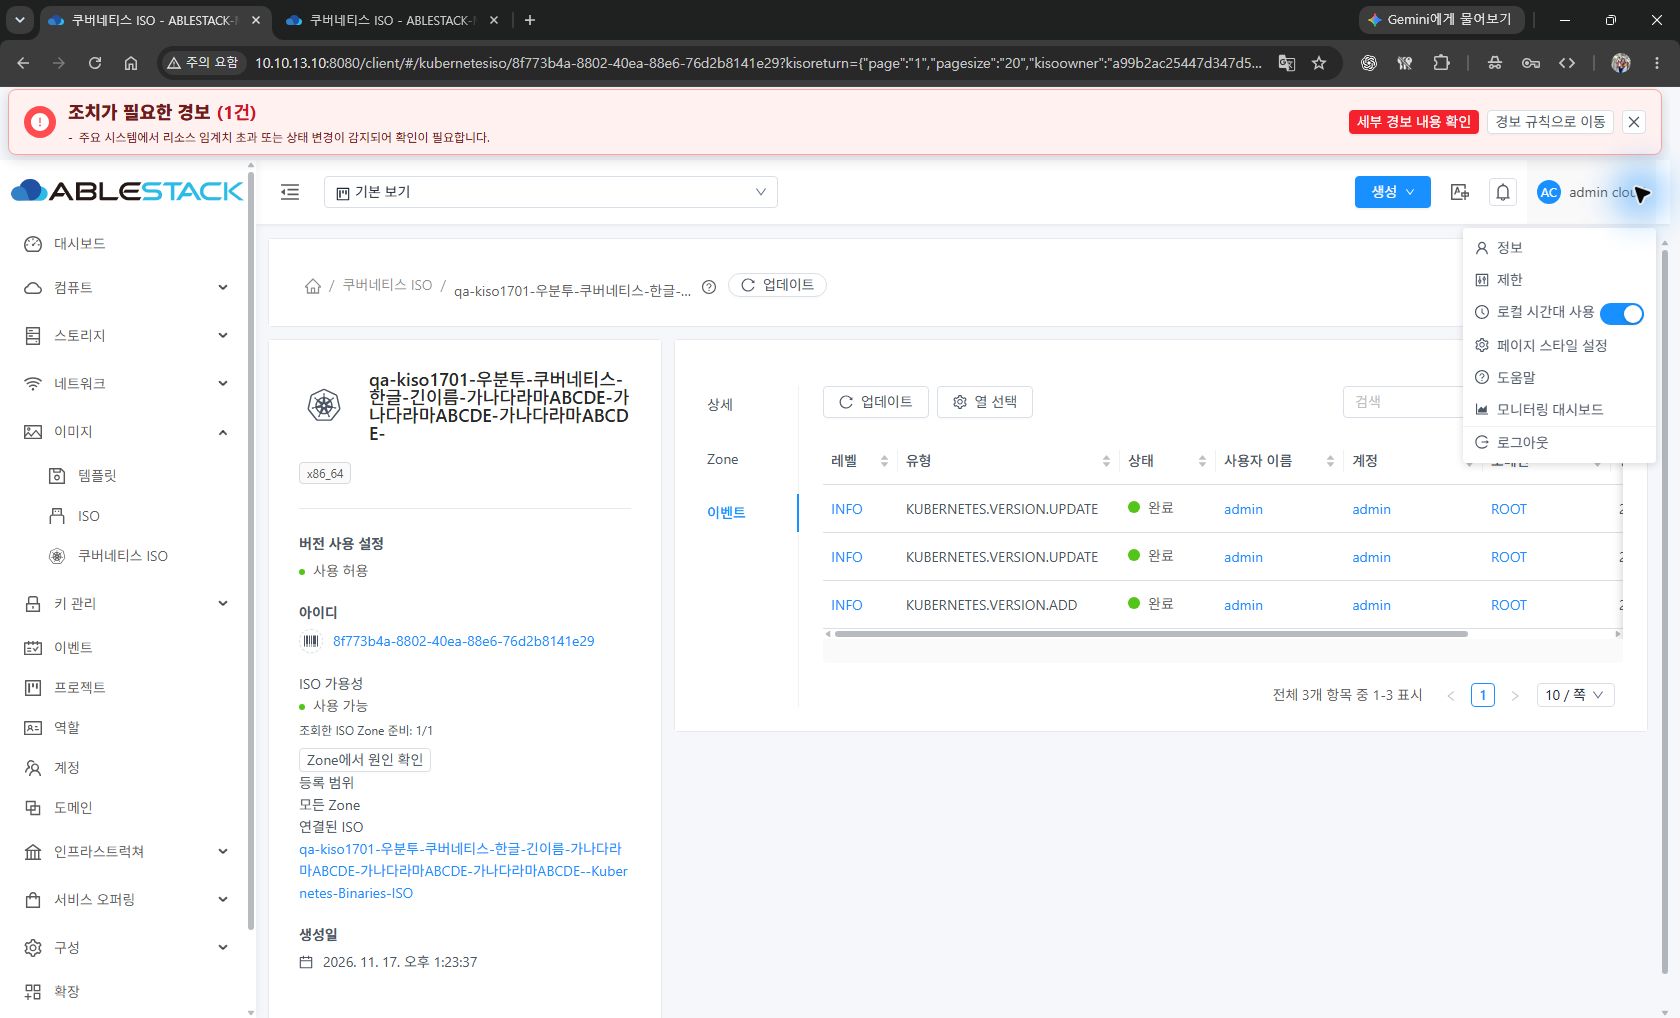 쿠버네티스 ISO - ABLESTACK-
쿠버네티스 ISO - ABLESTACK-
Gemini에게 물어보기
주의 요함
10.10.13.10:8080/client/#/kubernetesiso/8f773b4a-8802-40ea-88e6-76d2b8141e29?kisoreturn={"page":"1","pagesize":"20","kisoowner":"a99b2ac25447d347d5...
조치가 필요한 경보 (1건)
- 주요 시스템에서 리소스 임계치 초과 또는 상태 변경이 감지되어 확인이 필요합니다.
세부 경보 내용 확인
경보 규칙으로 이동
ABLESTACK
기본 보기
생성
AC
admin clou
대시보드
컴퓨트
스토리지
네트워크
이미지
템플릿
ISO
쿠버네티스 ISO
키 관리
이벤트
프로젝트
역할
계정
도메인
인프라스트럭쳐
서비스 오퍼링
구성
확장
/ 쿠버네티스 ISO / qa-kiso1701-우분투-쿠버네티스-한글-...
업데이트
정보
제한
로컬 시간대 사용
페이지 스타일 설정
도움말
모니터링 대시보드
로그아웃
qa-kiso1701-우분투-쿠버네티스-
한글-긴이름-가나다라마ABCDE-가
나다라마ABCDE-가나다라마ABCD
E-
x86_64
버전 사용 설정
사용 허용
아이디
8f773b4a-8802-40ea-88e6-76d2b8141e29
ISO 가용성
사용 가능
조회한 ISO Zone 준비: 1/1
Zone에서 원인 확인
등록 범위
모든 Zone
연결된 ISO
qa-kiso1701-우분투-쿠버네티스-한글-긴이름-가나다라
마ABCDE-가나다라마ABCDE-가나다라마ABCDE--Kuber
netes-Binaries-ISO
생성일
2026. 11. 17. 오후 1:23:37
상세
Zone
이벤트
업데이트
열 선택
검색
레벨 유형 상태 사용자 이름 계정
INFO KUBERNETES.VERSION.UPDATE 완료 admin admin ROOT 2
INFO KUBERNETES.VERSION.UPDATE 완료 admin admin ROOT 2
INFO KUBERNETES.VERSION.ADD 완료 admin admin ROOT 2
전체 3개 항목 중 1-3 표시
1
10 / 쪽